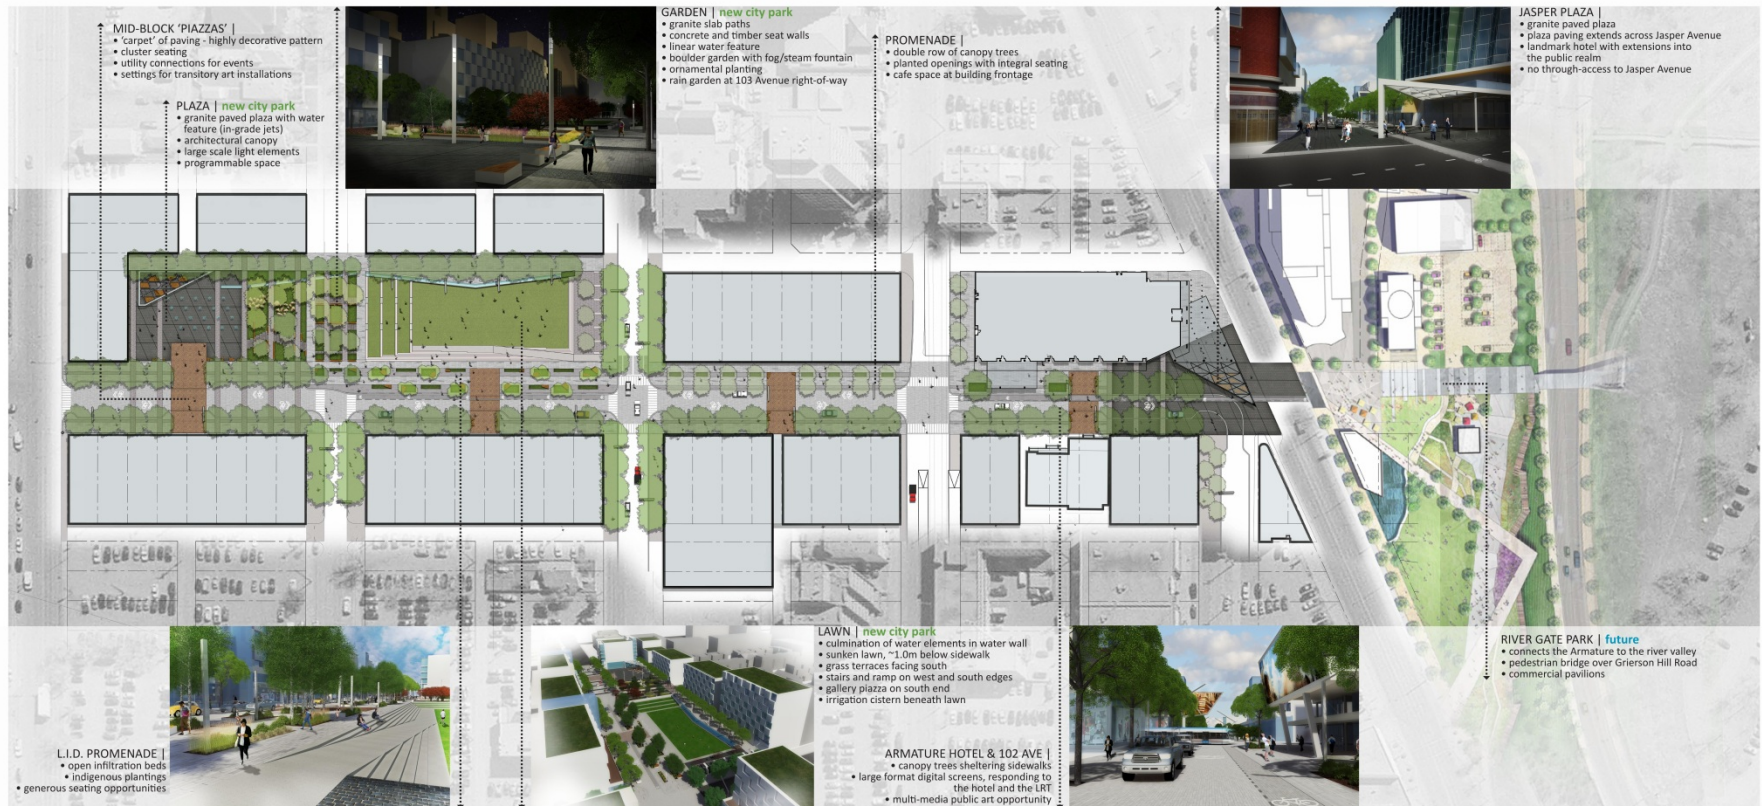 MID-BLOCK ‘PIAZZAS’ |
• ‘carpet’ of paving - highly decorative pattern
• cluster seating
• utility connections for events
• settings for transitory art installations
PLAZA | new city park
• granite paved plaza with water
feature (in-grade jets)
• architectural canopy
• large scale light elements
• programmable space
GARDEN | new city park
• granite slab paths
• concrete and timber seat walls
• linear water feature
• boulder garden with fog/steam fountain
• ornamental planting
• rain garden at 103 Avenue right-of-way
PROMENADE |
• double row of canopy trees
• planted openings with integral seating
• cafe space at building frontage
JASPER PLAZA |
• granite paved plaza
• plaza paving extends across Jasper Avenue
• landmark hotel with extensions into
the public realm
• no through-access to Jasper Avenue
L.I.D. PROMENADE |
• open infiltration beds
• indigenous plantings
• generous seating opportunities
LAWN | new city park
• culmination of water elements in water wall
• sunken lawn, ~1.0m below sidewalk
• grass terraces facing south
• stairs and ramp on west and south edges
• gallery piazza on south end
• irrigation cistern beneath lawn
ARMATURE HOTEL & 102 AVE |
• canopy trees sheltering sidewalks
• large format digital screens, responding to
the hotel and the LRT
• multi-media public art opportunity
RIVER GATE PARK | future
• connects the Armature to the river valley
• pedestrian bridge over Grierson Hill Road
• commercial pavilions